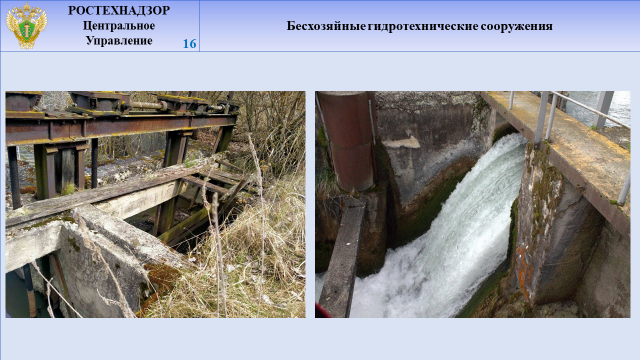 РОСТЕХНАДЗОР
Центральное
Управление
16
Бесхозяйные гидротехнические сооружения